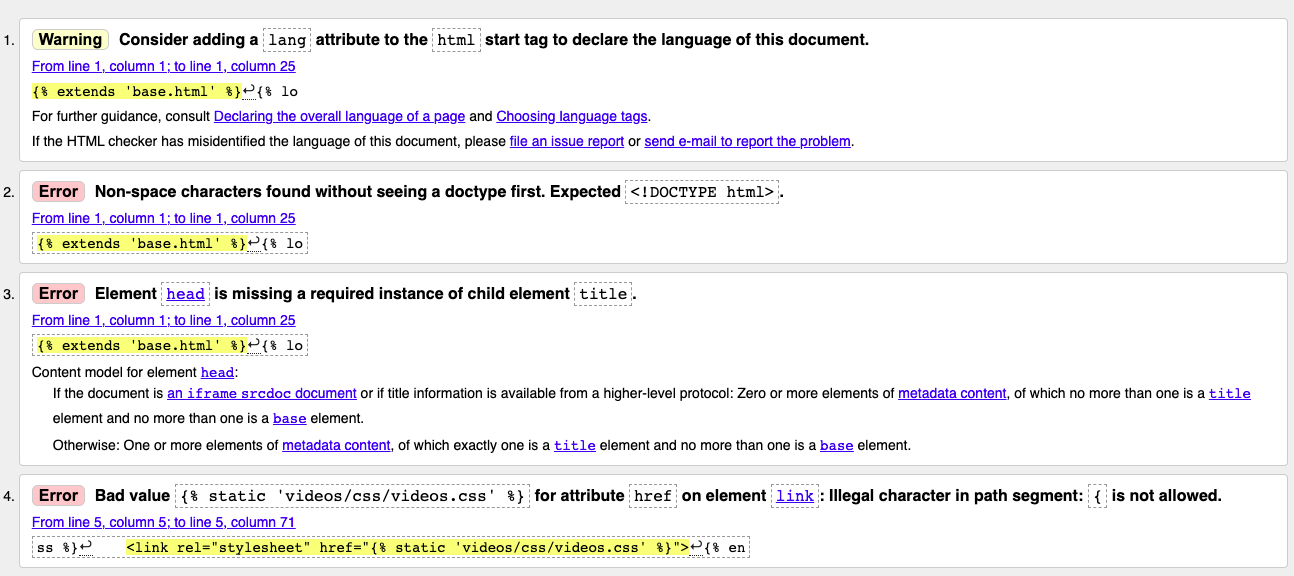 1. Warning Consider adding a lang attribute to the html start tag to declare the language of this document.
From line 1, column 1; to line 1, column 25
{% extends 'base.html' %}↩{% lo
For further guidance, consult Declaring the overall language of a page and Choosing language tags.
If the HTML checker has misidentified the language of this document, please file an issue report or send e-mail to report the problem.
2. Error Non-space characters found without seeing a doctype first. Expected <!DOCTYPE html>.
From line 1, column 1; to line 1, column 25
{% extends 'base.html' %}↩{% lo
3. Error Element head is missing a required instance of child element title.
From line 1, column 1; to line 1, column 25
{% extends 'base.html' %}↩{% lo
Content model for element head:
If the document is an iframe srcdoc document or if title information is available from a higher-level protocol: Zero or more elements of metadata content, of which no more than one is a title
element and no more than one is a base element.
Otherwise: One or more elements of metadata content, of which exactly one is a title element and no more than one is a base element.
4. Error Bad value {% static 'videos/css/videos.css' %} for attribute href on element link: Illegal character in path segment: { is not allowed.
From line 5, column 5; to line 5, column 71
ss %}↩    <link rel="stylesheet" href="{% static 'videos/css/videos.css' %}">↩{% en